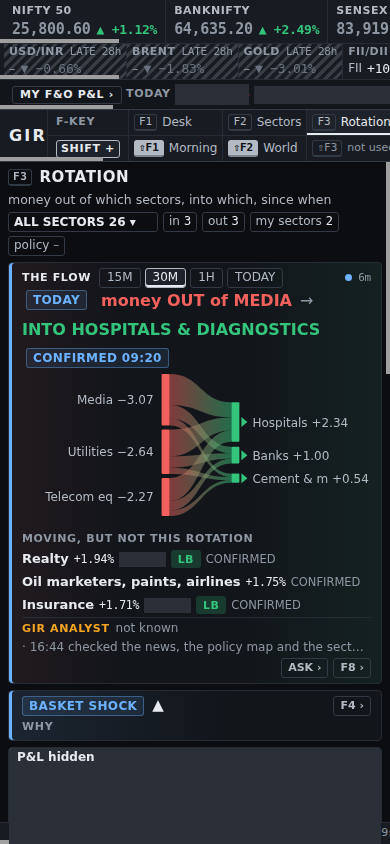 NIFTY 50 BANKNIFTY SENSEX
25,800.60 ▲ +1.12% 64,635.20 ▲ +2.49% 83,919
USD/INR LATE 28h BRENT LATE 28h GOLD LATE 28h FII/DII
— ▼ −0.66% — ▼ −1.83% — ▼ −3.01% FII +10
MY F&O P&L › TODAY
GIR F-KEY F1 Desk F2 Sectors F3 Rotation
SHIFT + ⇧F1 Morning ⇧F2 World ⇧F3 not used
F3 ROTATION
money out of which sectors, into which, since when
ALL SECTORS 26 ▾ in 3 out 3 my sectors 2
policy –
THE FLOW 15M 30M 1H TODAY 6m
TODAY money OUT of MEDIA →
INTO HOSPITALS & DIAGNOSTICS
CONFIRMED 09:20
Media −3.07
Hospitals +2.34
Utilities −2.64
Banks +1.00
Cement & m +0.54
Telecom eq −2.27
MOVING, BUT NOT THIS ROTATION
Realty +1.94% LB CONFIRMED
Oil marketers, paints, airlines +1.75% CONFIRMED
Insurance +1.71% LB CONFIRMED
GIR ANALYST not known
· 16:44 checked the news, the policy map and the sect…
ASK › F8 ›
BASKET SHOCK ▲ F4 ›
WHY
P&L hidden